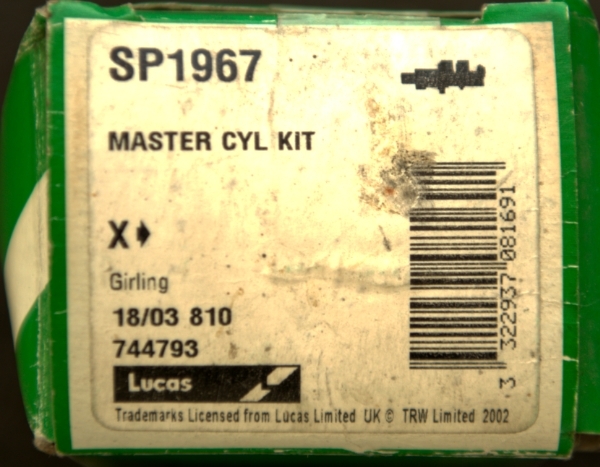 SP1967
MASTER CYL KIT
X
Girling
18/03 810
744793
Lucas
Trademarks Licensed from Lucas Limited UK © TRW Limited 2002
3 322937 081691